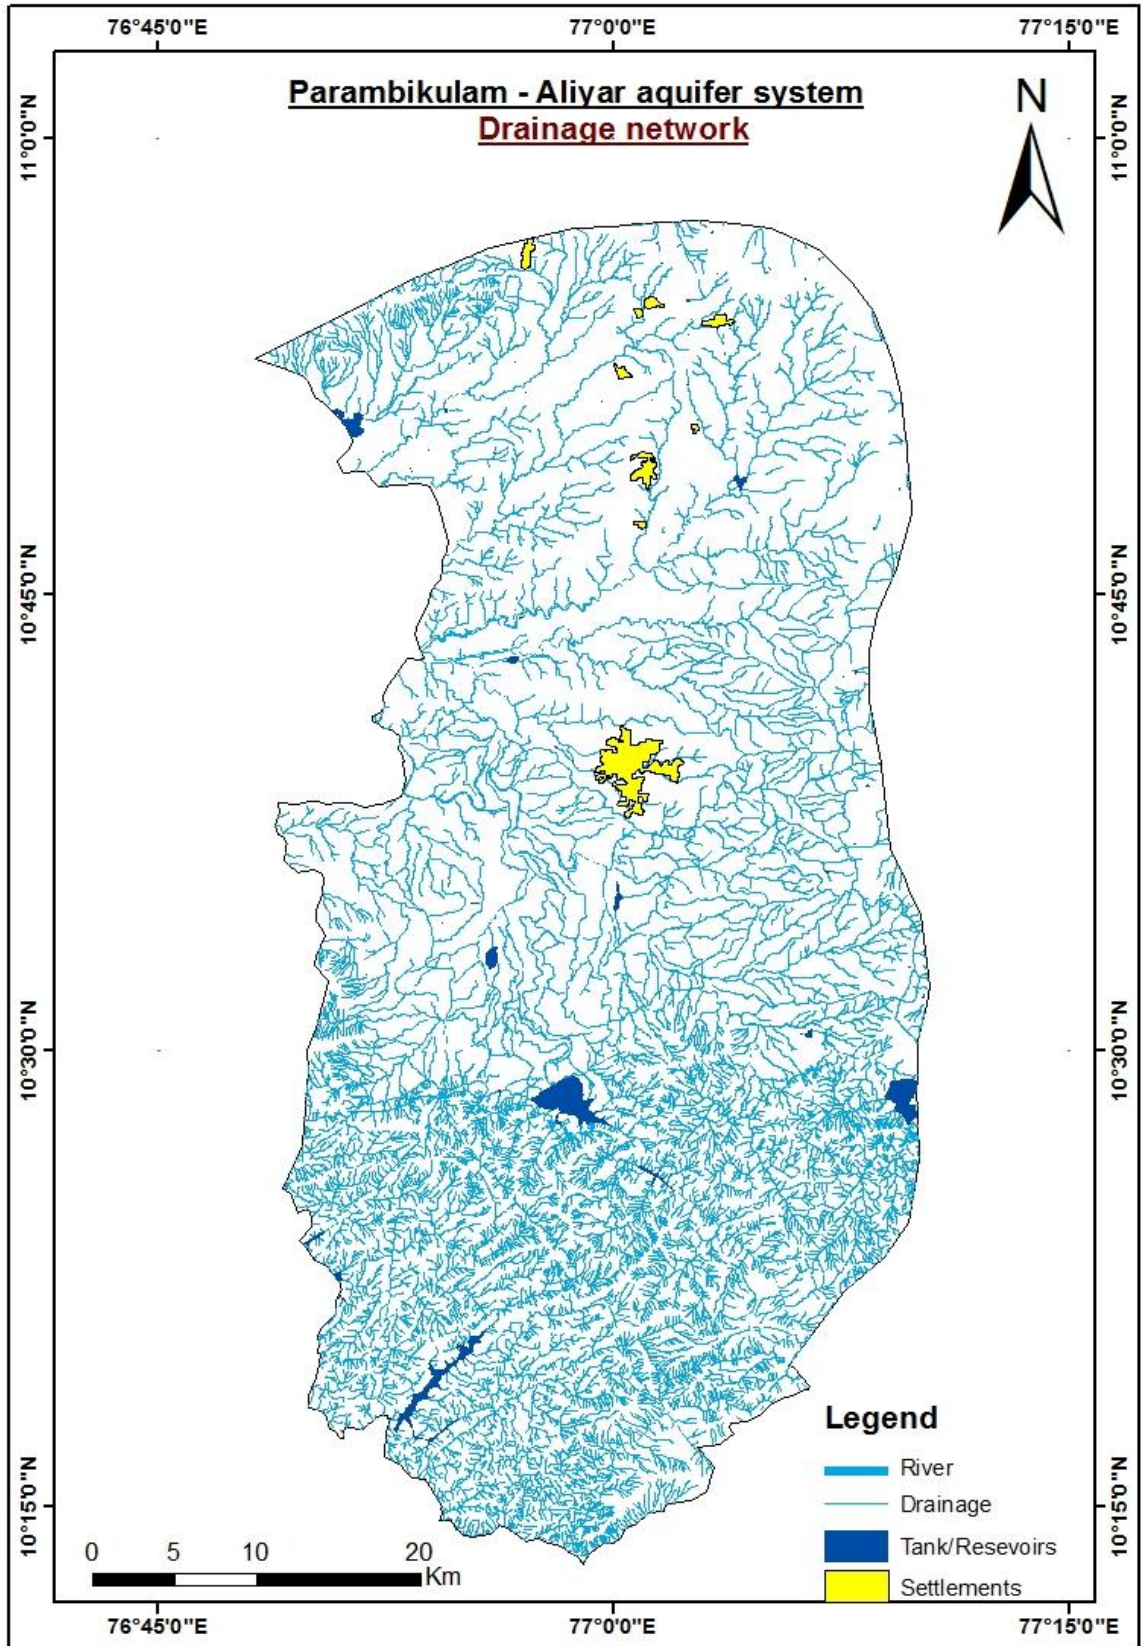 76°45'0"E 77°0'0"E 77°15'0"E
Parambikulam - Aliyar aquifer system
Drainage network
N
11°0'0"N 11°0'0"N
10°45'0"N 10°45'0"N
10°30'0"N 10°30'0"N
10°15'0"N 10°15'0"N
Legend
River
Drainage
Tank/Resevoirs
Settlements
0 5 10 20
Km
76°45'0"E 77°0'0"E 77°15'0"E